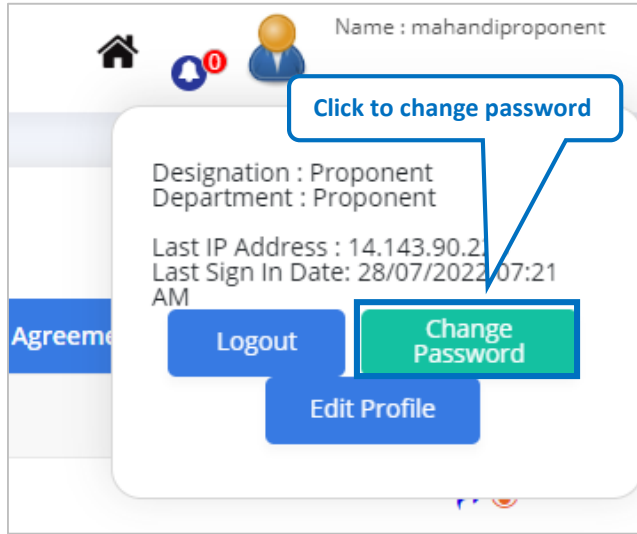 Name : mahandiproponent
0
Click to change password
Designation : Proponent
Department : Proponent
Last IP Address : 14.143.90.2
Last Sign In Date: 28/07/2022 07:21
AM
Agreeme
Logout
Change
Password
Edit Profile